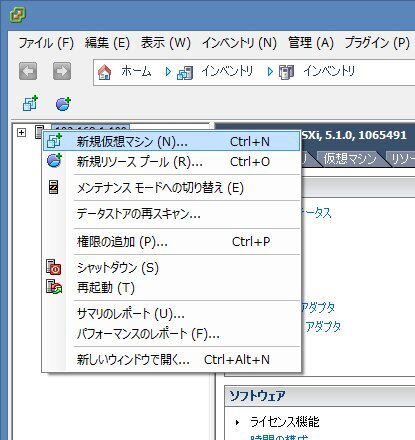 ファイル (F) 編集 (E) 表示 (W) インベントリ (N) 管理 (A) プラグイン (P)
ホーム インベントリ インベントリ
新規仮想マシン (N)... Ctrl+N
新規リソース プール (R)... Ctrl+O
メンテナンス モードへの切り替え (E)
データストアの再スキャン...
権限の追加 (P)... Ctrl+P
シャットダウン (S)
再起動 (T)
サマリのレポート (U)...
パフォーマンスのレポート (F)...
新しいウィンドウで開く... Ctrl+Alt+N
SXi, 5.1.0, 1065491
仮想マシン リソー
ータス
アダプタ
アダプタ
ソフトウェア
ライセンス機能
時間の構成